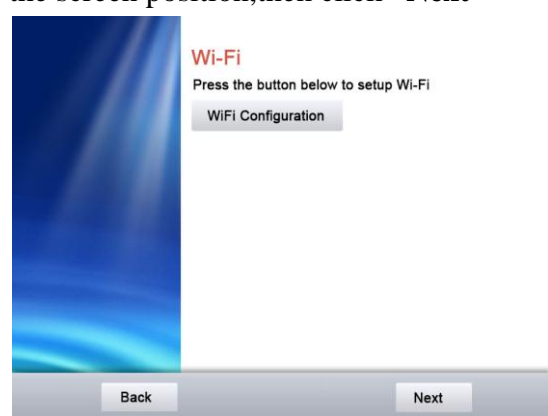 the screen position,then click "Next"
Wi-Fi
Press the button below to setup Wi-Fi
WiFi Configuration
Back
Next